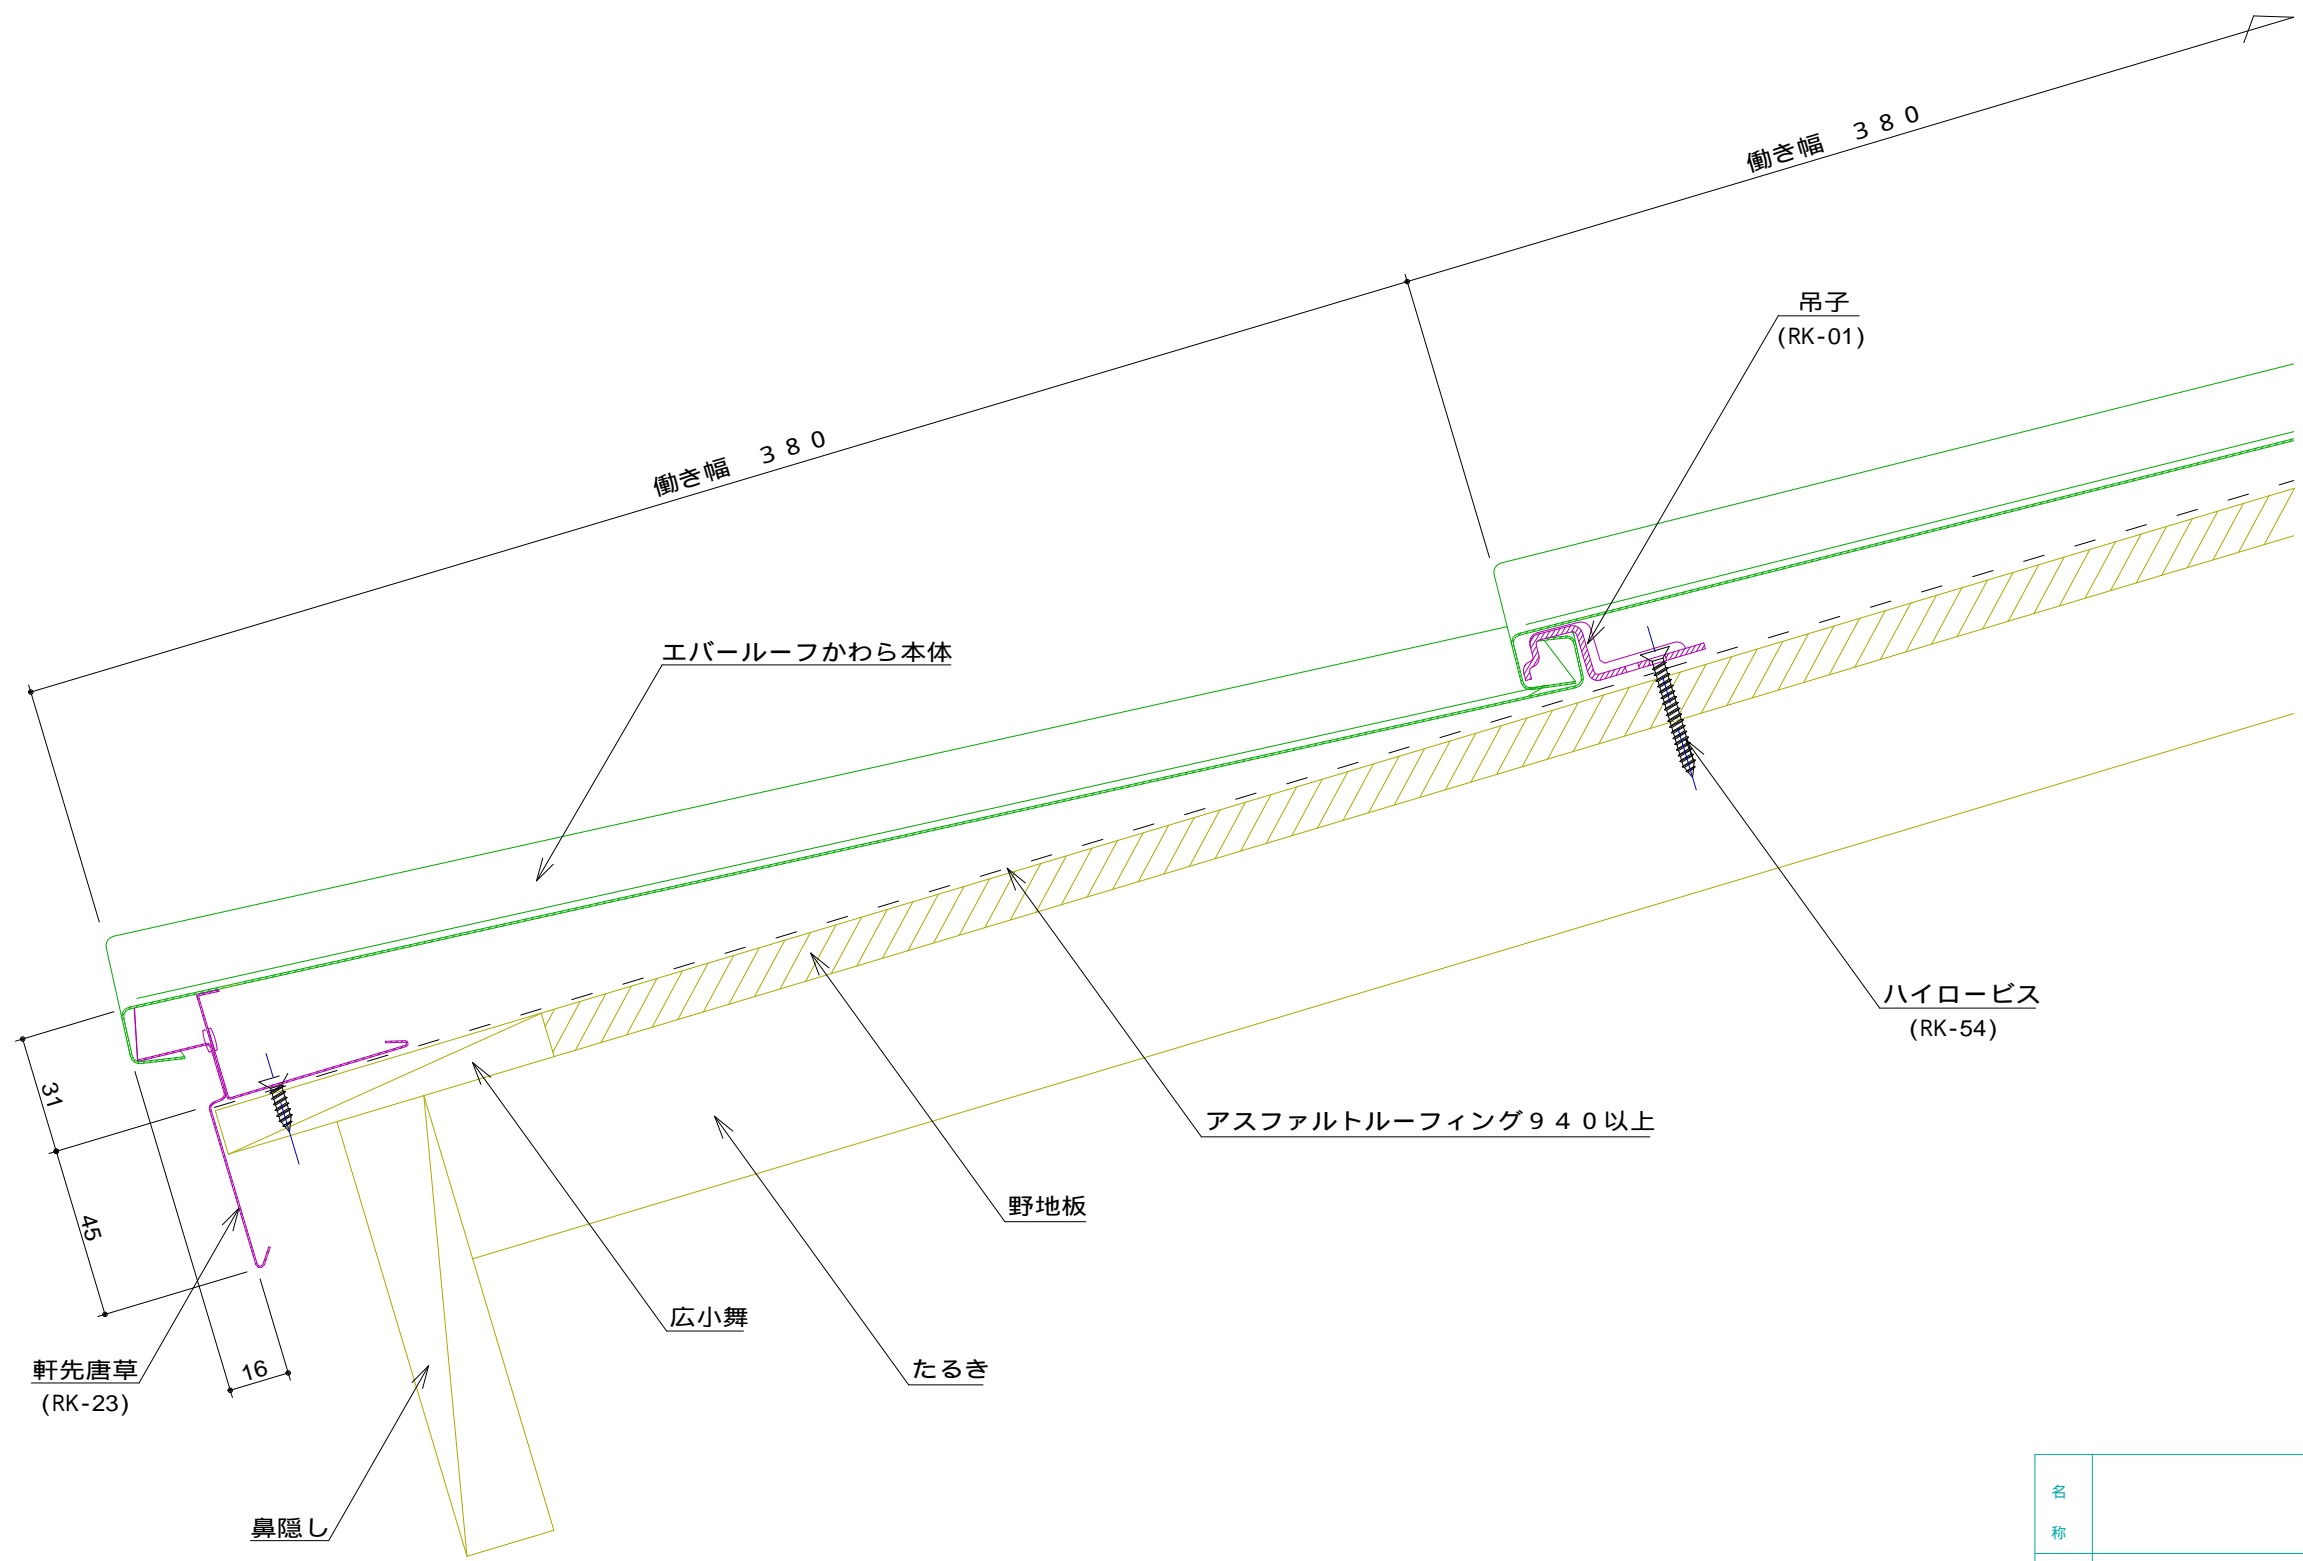 働き幅　３８０
吊子
(RK-01)
働き幅　３８０
エバールーフかわら本体
ハイロービス
(RK-54)
31
アスファルトルーフィング９４０以上
野地板
45
広小舞
軒先唐草
(RK-23)
16
たるき
鼻隠し
名
称